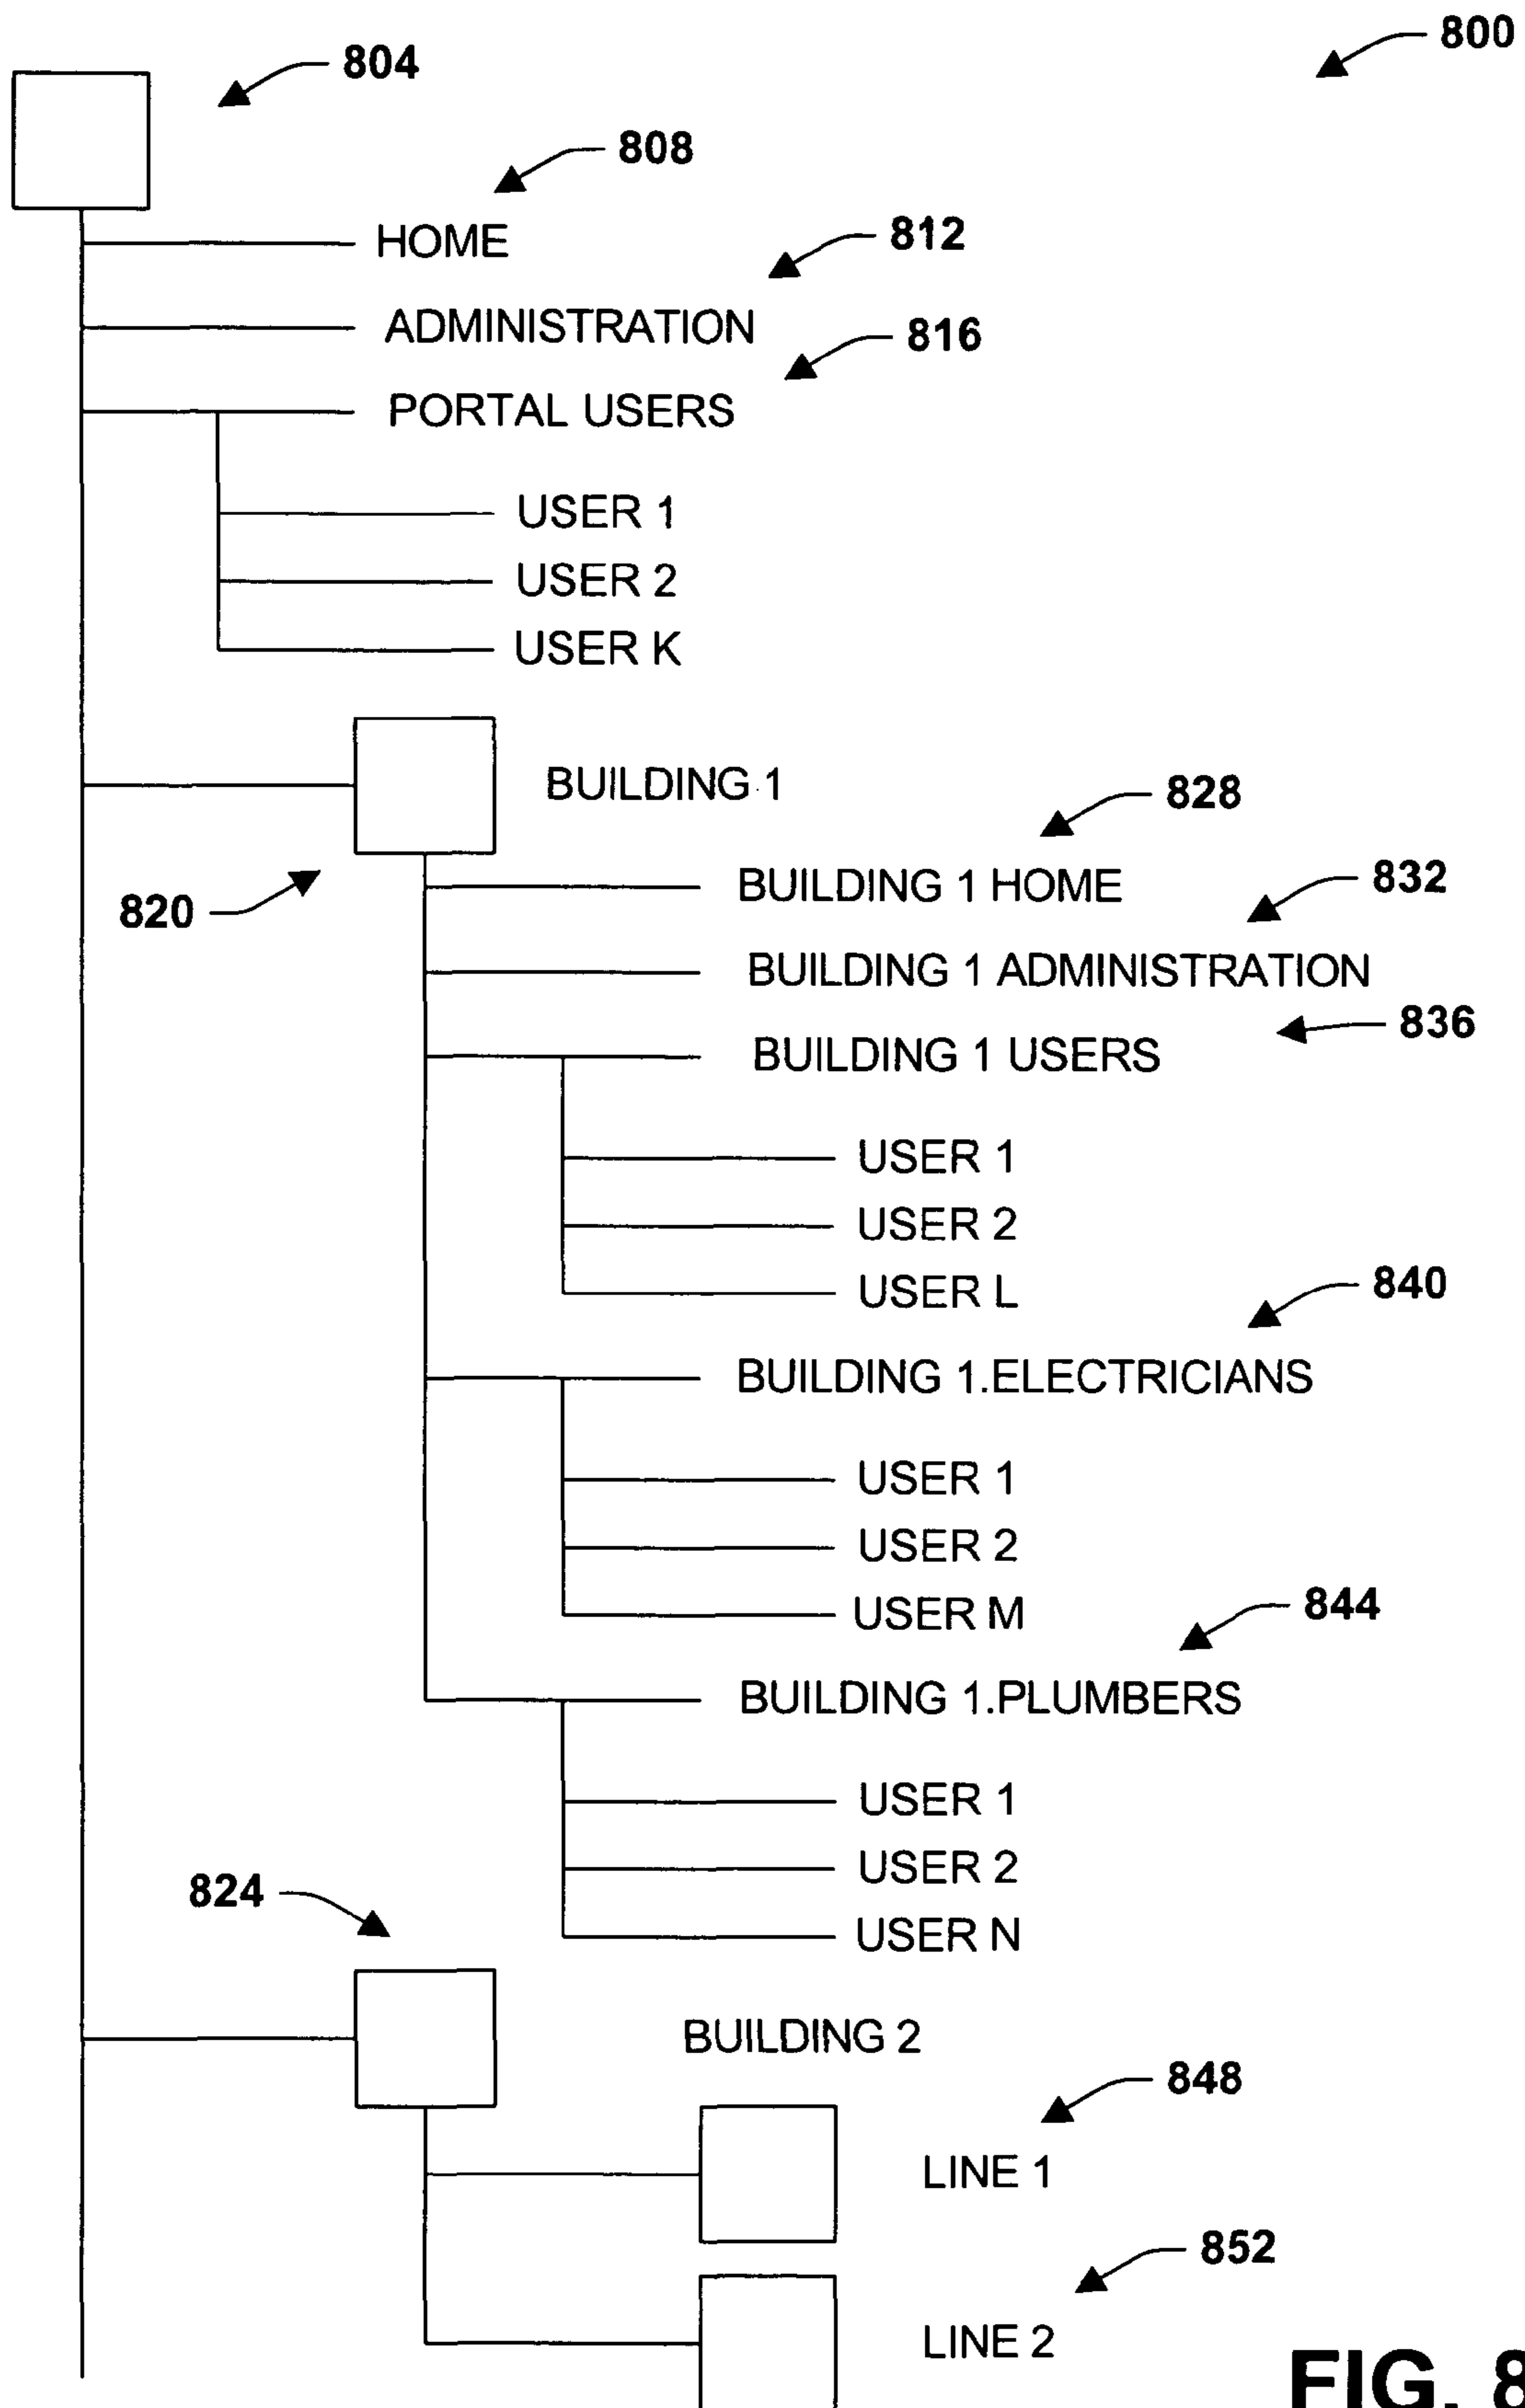 800
804
808
HOME
812
ADMINISTRATION
816
PORTAL USERS
USER 1
USER 2
USER K
BUILDING 1
820
828
BUILDING 1 HOME
832
BUILDING 1 ADMINISTRATION
836
BUILDING 1 USERS
USER 1
USER 2
USER L
840
BUILDING 1.ELECTRICIANS
USER 1
USER 2
USER M
844
BUILDING 1.PLUMBERS
USER 1
USER 2
USER N
824
BUILDING 2
848
LINE 1
852
LINE 2
FIG. 8